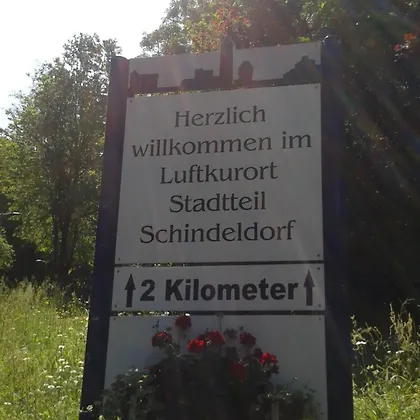 Herzlich
willkommen im
Luftkurort
Stadtteil
Schindeldorf
2 Kilometer